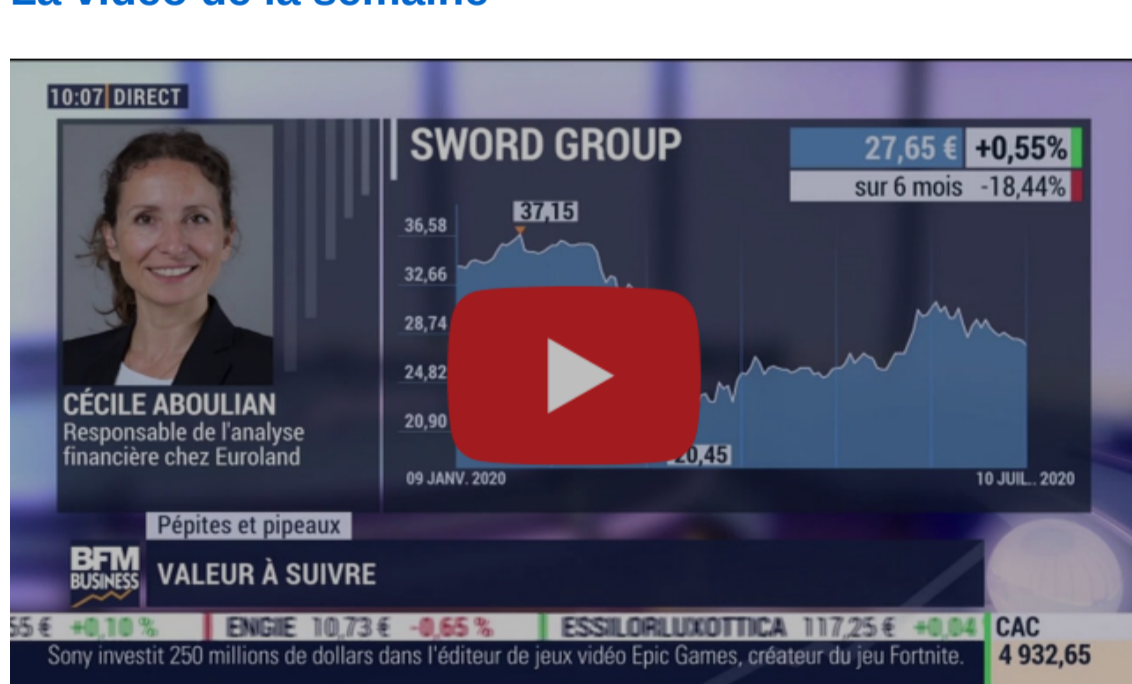 La vidéo de la semaine
10:07 DIRECT
SWORD GROUP
27,65 € +0,55%
sur 6 mois -18,44%
37,15
36,58
32,66
28,74
24,82
20,90
20,45
09 JANV. 2020
10 JUIL.. 2020
CÉCILE ABOULIAN
Responsable de l'analyse
financière chez Euroland
Pépites et pipeaux
BFM
BUSINESS
VALEUR À SUIVRE
€ +0,10 % ENGIE 10,73 € -0,65 % ESSILORLUXOTTICA 117,25 € +0,04
CAC
4 932,65
Sony investit 250 millions de dollars dans l'éditeur de jeux vidéo Epic Games, créateur du jeu Fortnite.